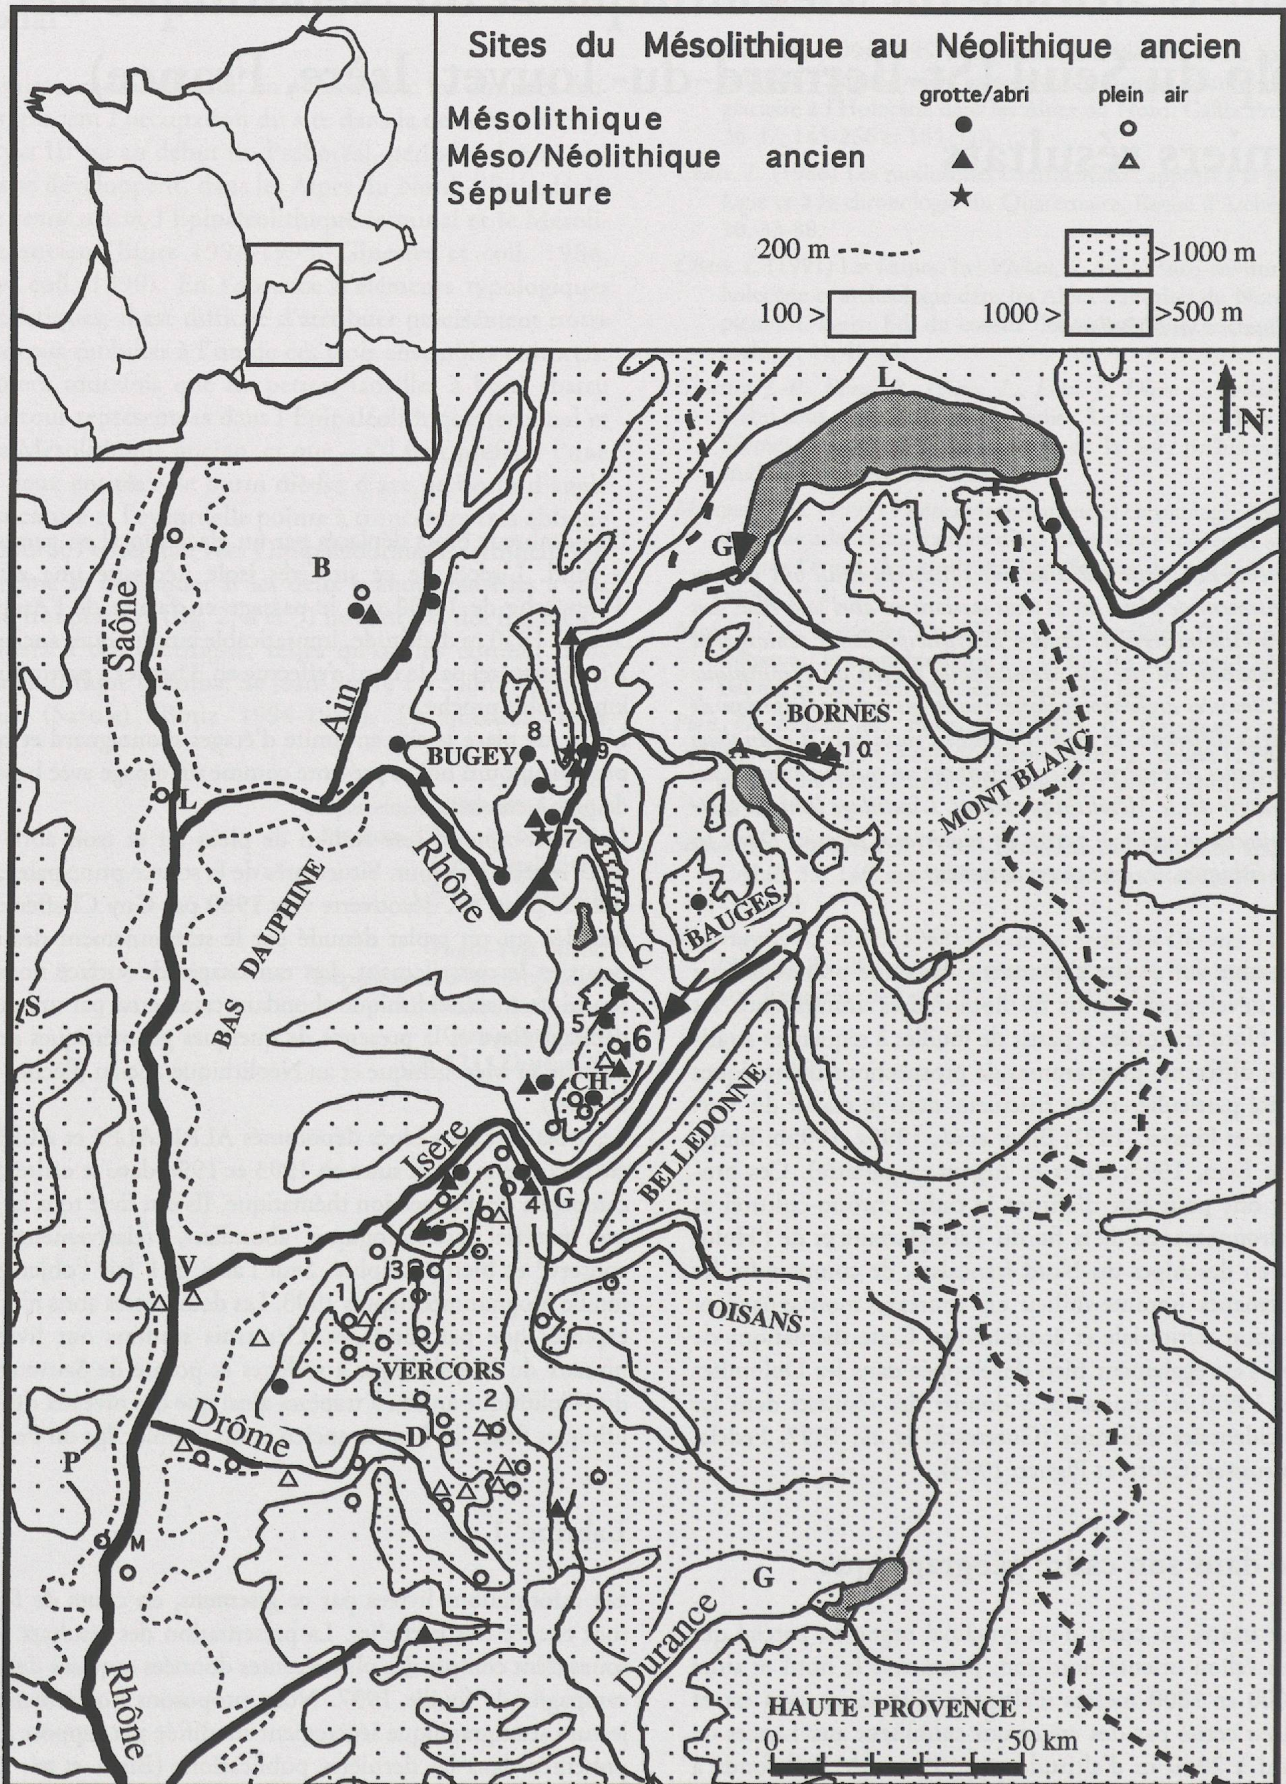 Sites du Mésolithique au Néolithique ancien
grotte/abri plein air
Mésolithique
Méso/Néolithique ancien
Sépulture
200 m >1000 m
100 > 1000 > >500 m
L
N
Saône
B
G
Ain
BORNES
8
BUGEY
9
A
10
MONT BLANC
L
7
Rhône
BAS DAUPHINE
BAUGES
C
S
5
6
CH
BELLEDONNE
Isère
G
4
V
3
1
OISANS
VERCORS
2
Drôme
D
P
M
G
Durance
Rhône
HAUTE PROVENCE
0 50 km